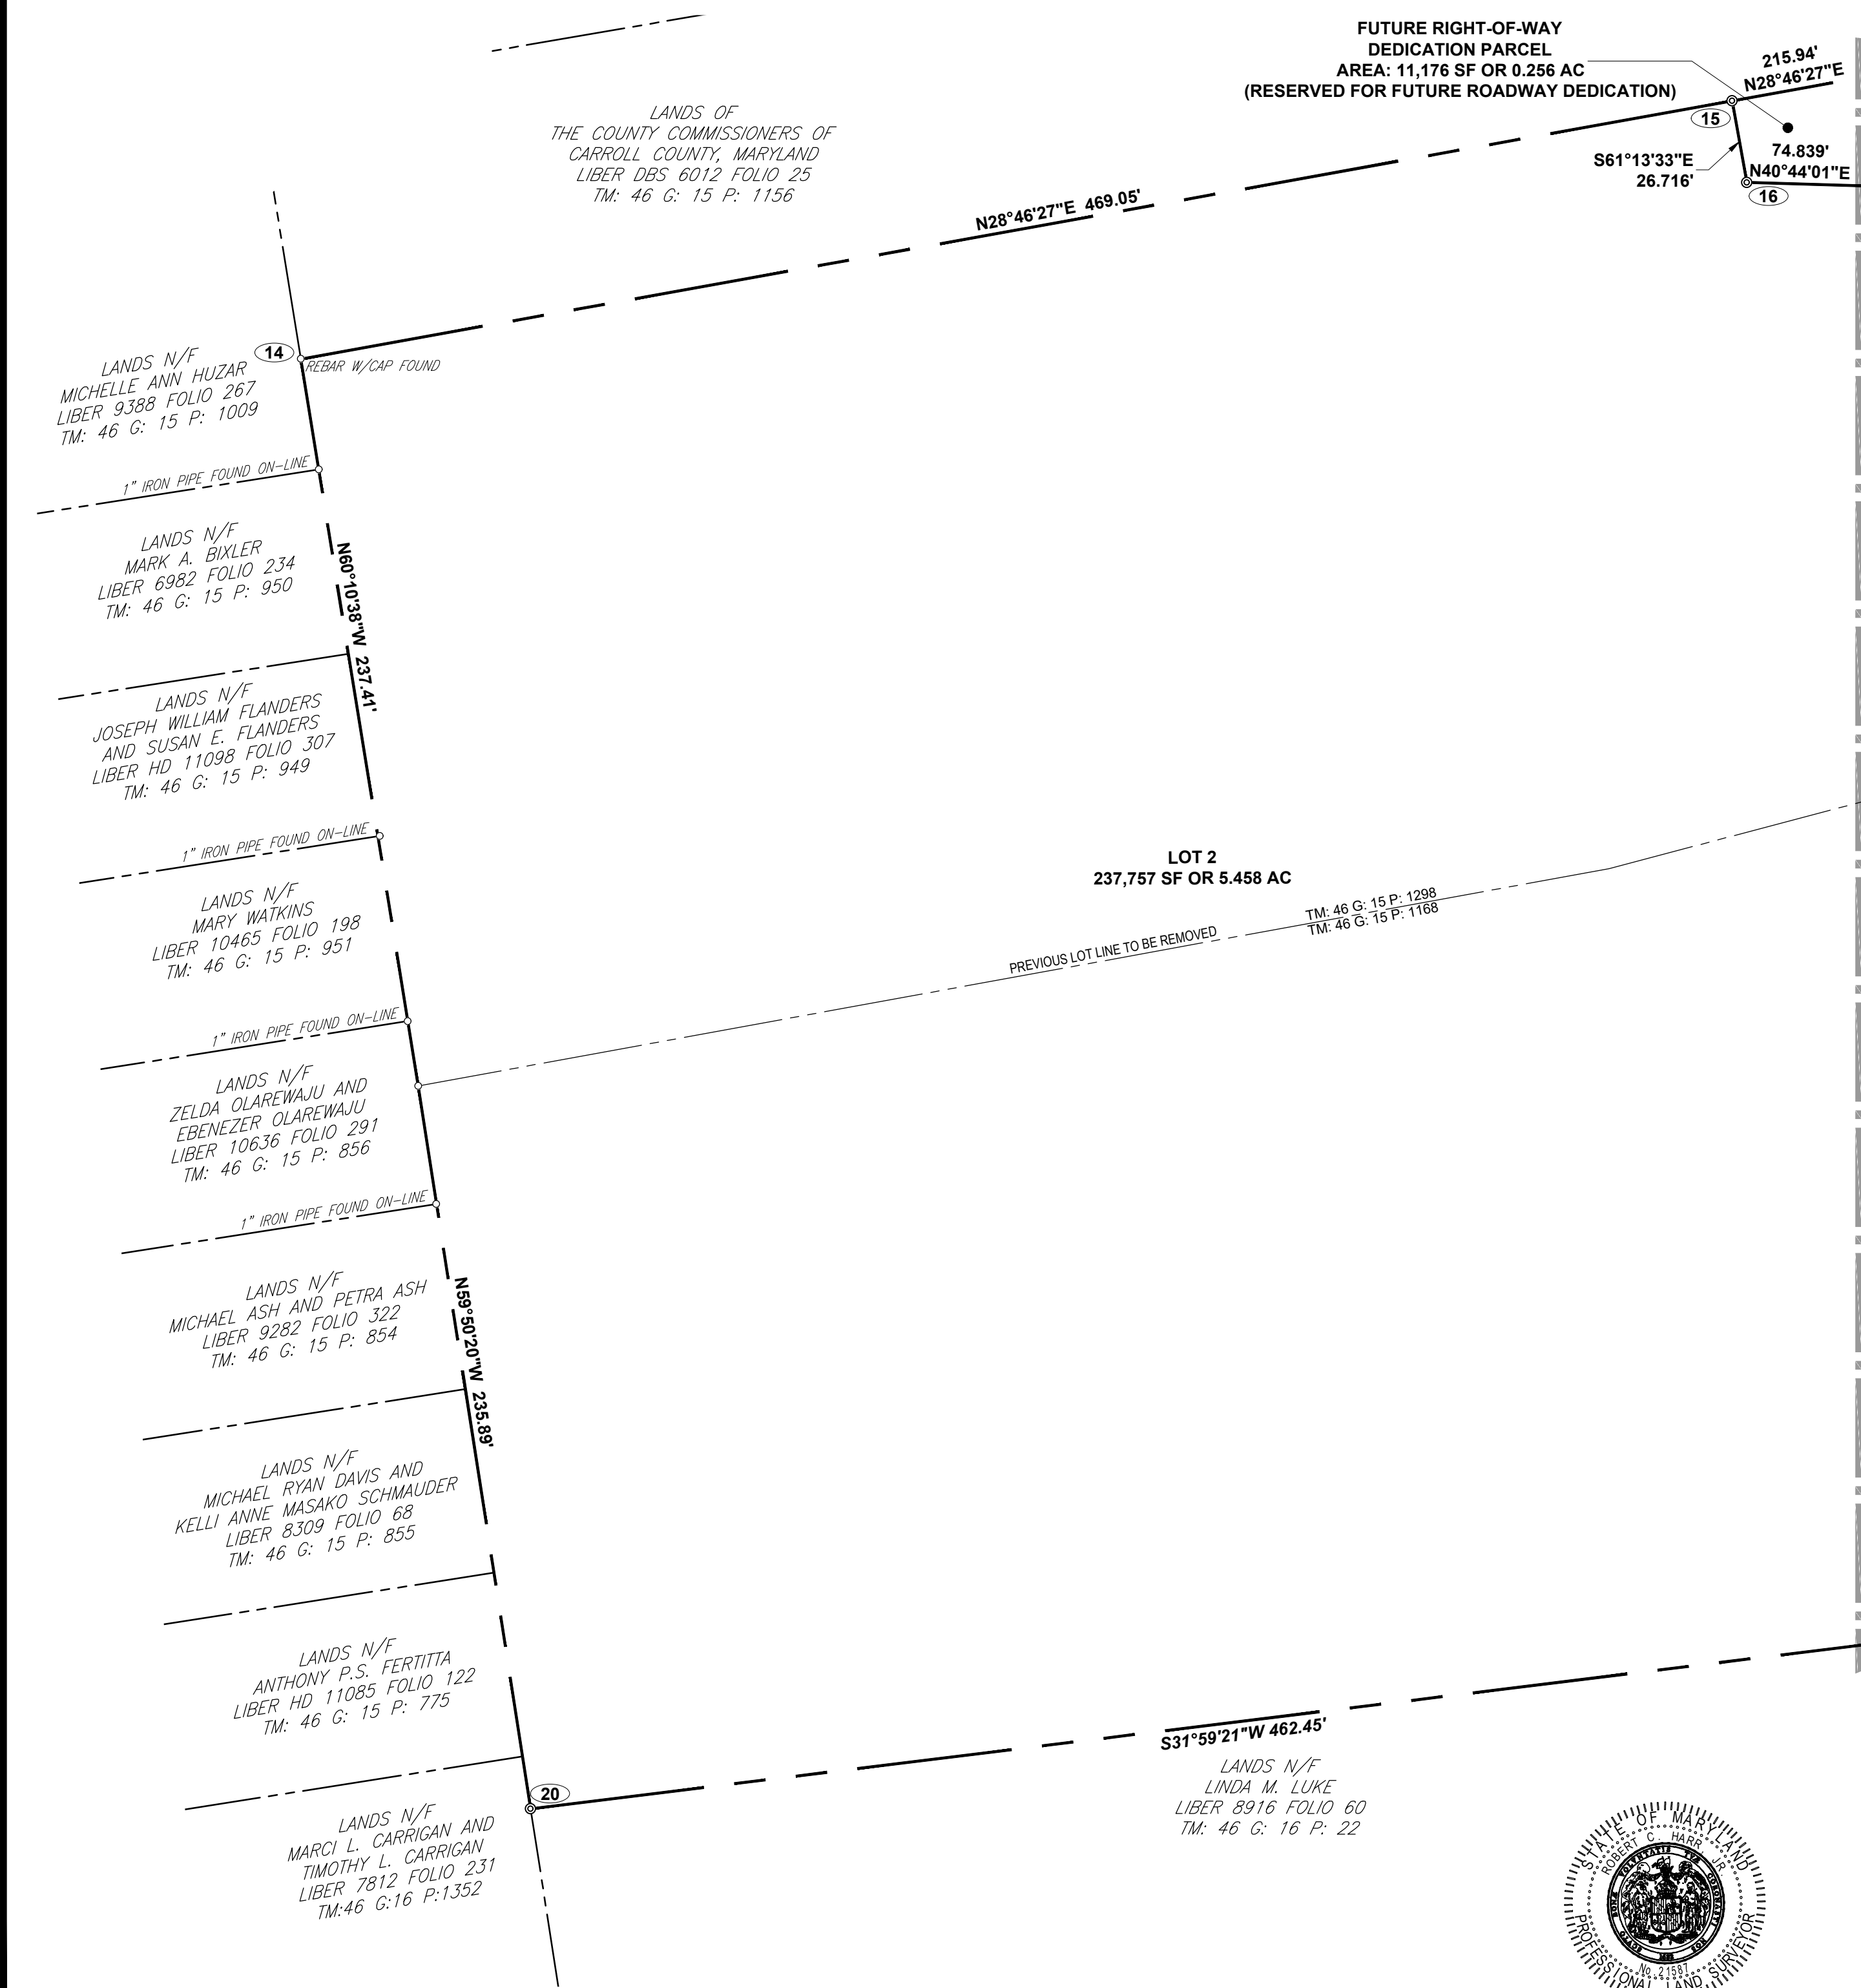 FUTURE RIGHT-OF-WAY
DEDICATION PARCEL
AREA: 11,176 SF OR 0.256 AC
(RESERVED FOR FUTURE ROADWAY DEDICATION)
215.94'
N28°46'27"E
15
S61°13'33"E
26.716'
74.839'
N40°44'01"E
16
LANDS OF
THE COUNTY COMMISSIONERS OF
CARROLL COUNTY, MARYLAND
LIBER DBS 6012 FOLIO 25
TM: 46 G: 15 P: 1156
N28°46'27"E 469.05'
14
REBAR W/CAP FOUND
LANDS N/F
MICHELLE ANN HUZAR
LIBER 9388 FOLIO 267
TM: 46 G: 15 P: 1009
1" IRON PIPE FOUND ON-LINE
LANDS N/F
MARK A. BIXLER
LIBER 6982 FOLIO 234
TM: 46 G: 15 P: 950
N60°10'38"W 237.41'
LANDS N/F
JOSEPH WILLIAM FLANDERS
AND SUSAN E. FLANDERS
LIBER HD 11098 FOLIO 307
TM: 46 G: 15 P: 949
1" IRON PIPE FOUND ON-LINE
LANDS N/F
MARY WATKINS
LIBER 10465 FOLIO 198
TM: 46 G: 15 P: 951
LOT 2
237,757 SF OR 5.458 AC
TM: 46 G: 15 P: 1298
TM: 46 G: 15 P: 1168
PREVIOUS LOT LINE TO BE REMOVED
1" IRON PIPE FOUND ON-LINE
LANDS N/F
ZELDA OLAREWAJU AND
EBENEZER OLAREWAJU
LIBER 10636 FOLIO 291
TM: 46 G: 15 P: 856
1" IRON PIPE FOUND ON-LINE
LANDS N/F
MICHAEL ASH AND PETRA ASH
LIBER 9282 FOLIO 322
TM: 46 G: 15 P: 854
N59°50'20"W 235.89'
LANDS N/F
MICHAEL RYAN DAVIS AND
KELLI ANNE MASAKO SCHMAUDER
LIBER 8309 FOLIO 68
TM: 46 G: 15 P: 855
LANDS N/F
ANTHONY P.S. FERTITTA
LIBER HD 11085 FOLIO 122
TM: 46 G: 15 P: 775
S31°59'21"W 462.45'
LANDS N/F
LINDA M. LUKE
LIBER 8916 FOLIO 60
TM: 46 G: 16 P: 22
20
LANDS N/F
MARCI L. CARRIGAN AND
TIMOTHY L. CARRIGAN
LIBER 7812 FOLIO 231
TM:46 G:16 P:1352
STATE OF MARYLAND
ROBERT C. HARR, JR.
No. 21587
PROFESSIONAL LAND SURVEYOR